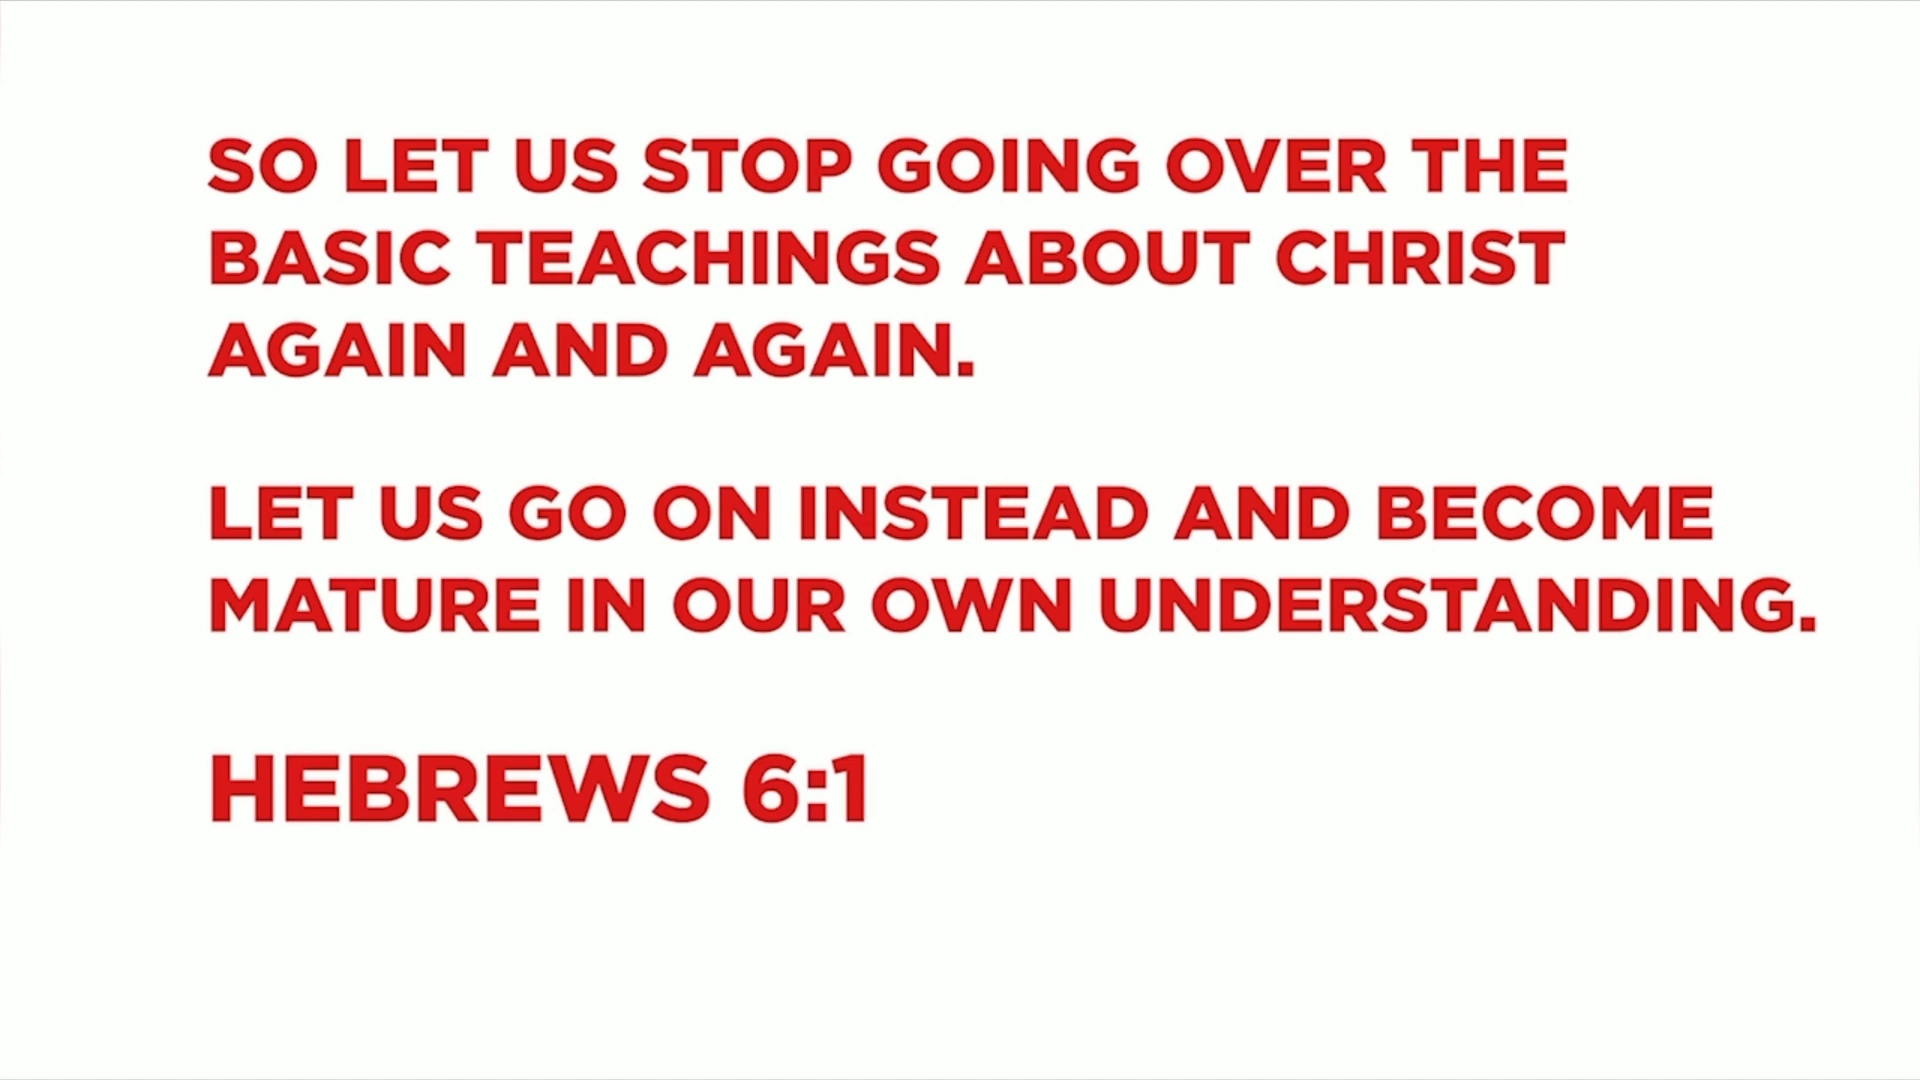 SO LET US STOP GOING OVER THE
BASIC TEACHINGS ABOUT CHRIST
AGAIN AND AGAIN.
LET US GO ON INSTEAD AND BECOME
MATURE IN OUR OWN UNDERSTANDING.
HEBREWS 6:1